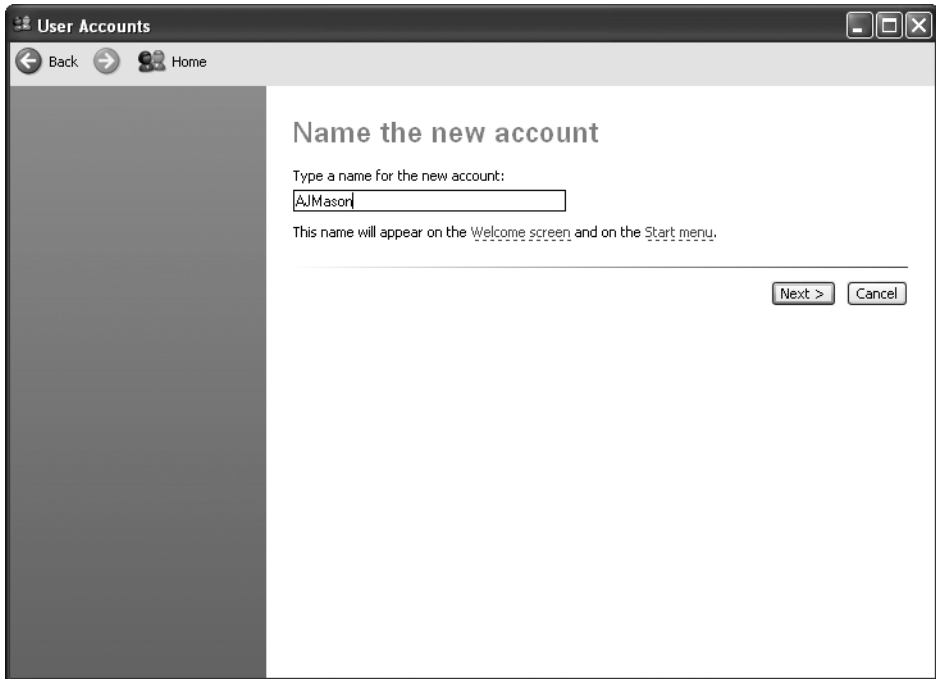 User Accounts
Back Home
Name the new account
Type a name for the new account:
AJMason
This name will appear on the Welcome screen and on the Start menu.
Next > Cancel